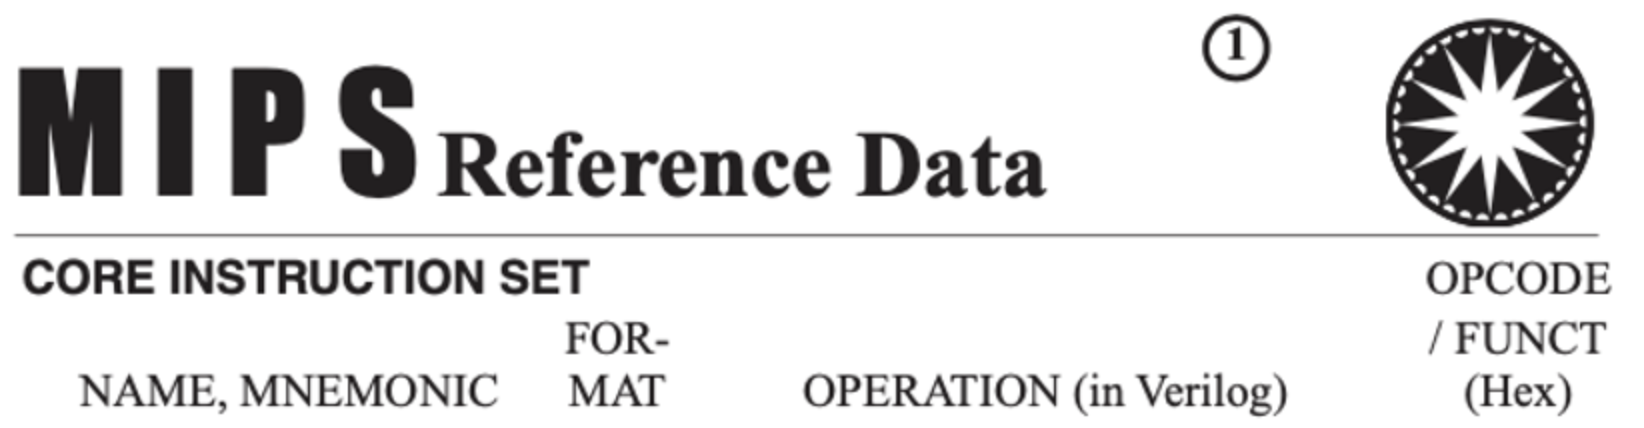 ①
MIPS Reference Data
CORE INSTRUCTION SET
OPCODE
FOR-
/ FUNCT
NAME, MNEMONIC MAT OPERATION (in Verilog) (Hex)